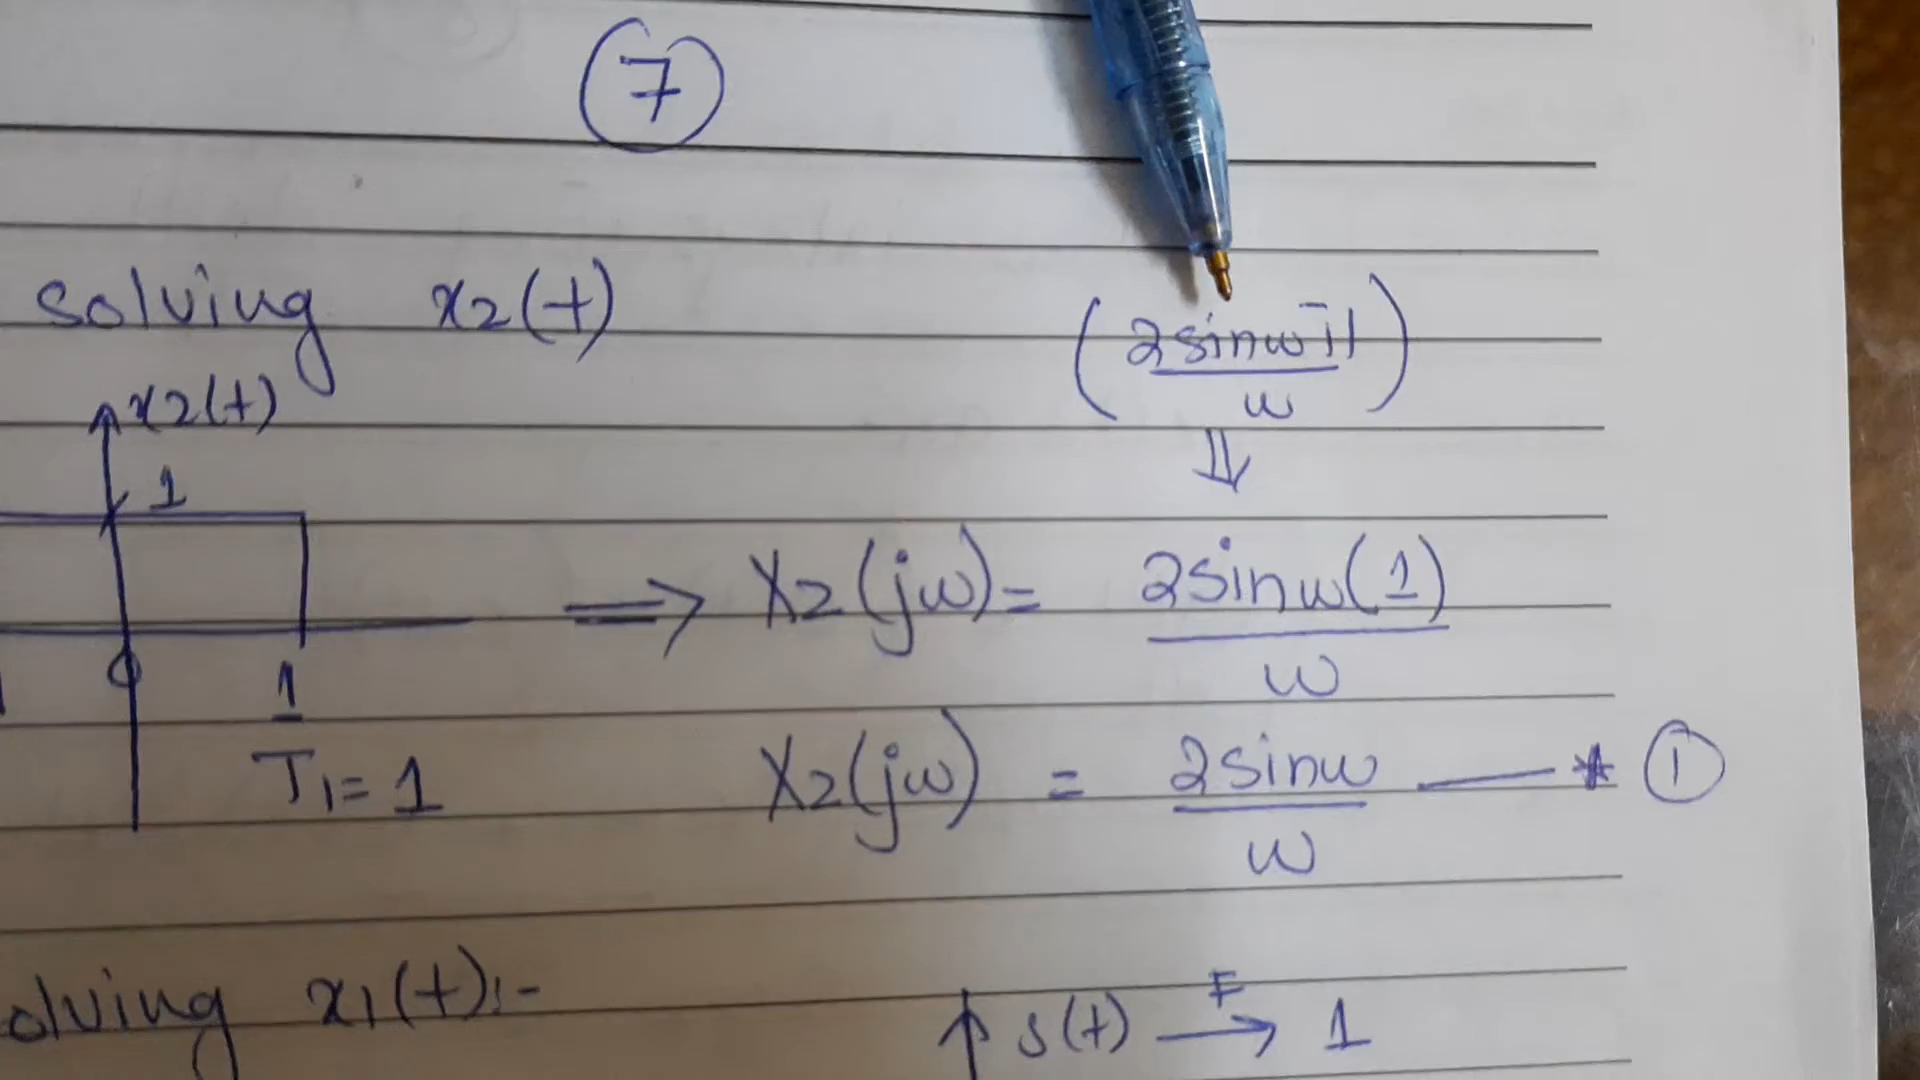 7
solving x2(t)
(2sinωT1/ω)
x2(t)
1
⇓
⇒ X2(jω) = 2sinω(1)/ω
0 1
T1=1
X2(jω) = 2sinω/ω —* ①
olving x1(t):-
δ(t) F→ 1